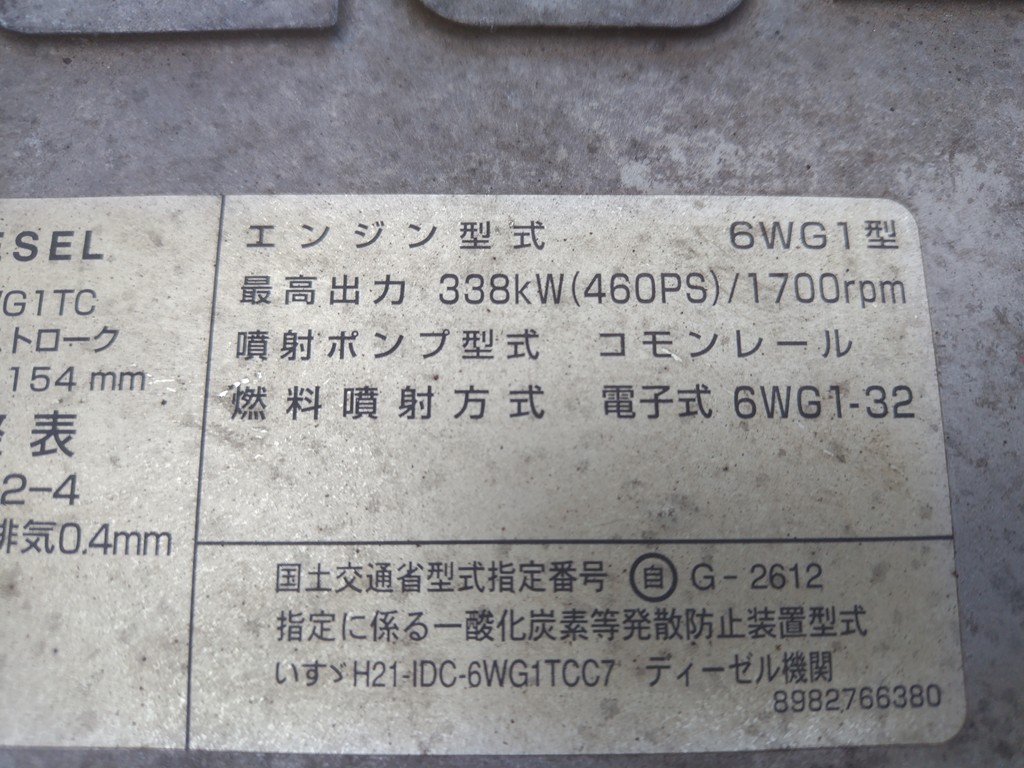 ESEL
G1TC
トローク
154 mm
表
2-4
排気0.4mm
エンジン型式 6WG1型
最高出力 338kW(460PS)/1700rpm
噴射ポンプ型式 コモンレール
燃料噴射方式 電子式 6WG1-32
国土交通省型式指定番号 自 G-2612
指定に係る一酸化炭素等発散防止装置型式
いすゞH21-IDC-6WG1TCC7 ディーゼル機関
8982766380